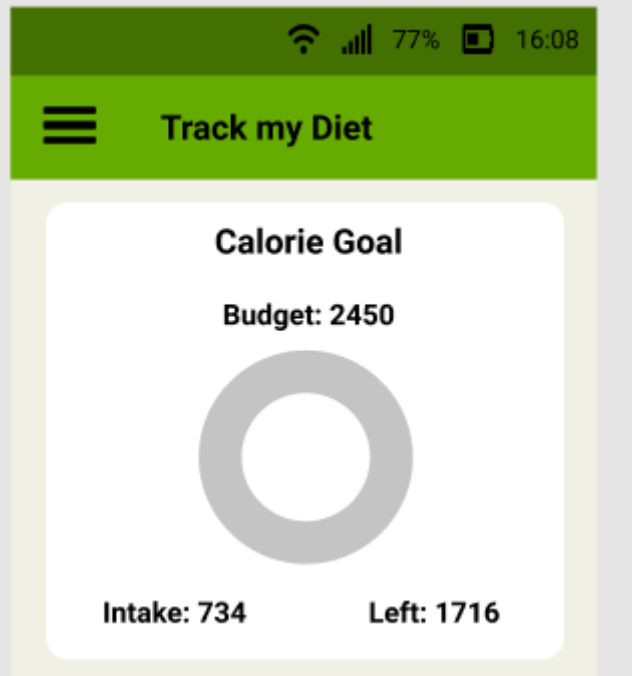 77% 16:08
Track my Diet
Calorie Goal
Budget: 2450
Intake: 734 Left: 1716